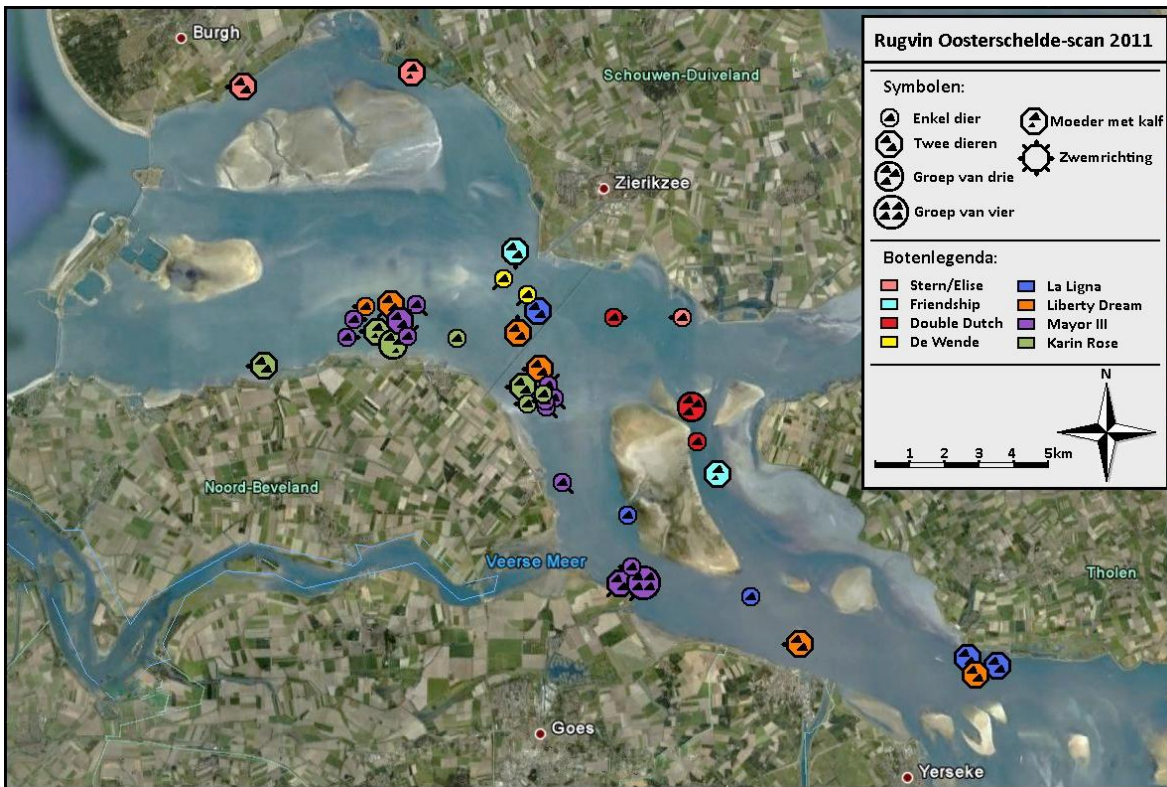 Burgh
Schouwen-Duiveland
Zierikzee
Noord-Beveland
Veerse Meer
Goes
Tholen
Yerseke
Rugvin Oosterschelde-scan 2011
Symbolen:
Enkel dier
Twee dieren
Groep van drie
Groep van vier
Moeder met kalf
Zwemrichting
Botenlegenda:
Stern/Elise
Friendship
Double Dutch
De Wende
La Ligna
Liberty Dream
Mayor III
Karin Rose
N
1 2 3 4 5km